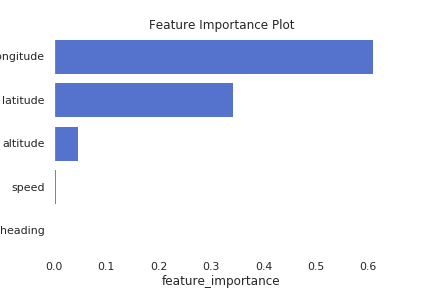 Feature Importance Plot
ongitude
latitude
altitude
speed
heading
0.0 0.1 0.2 0.3 0.4 0.5 0.6
feature_importance